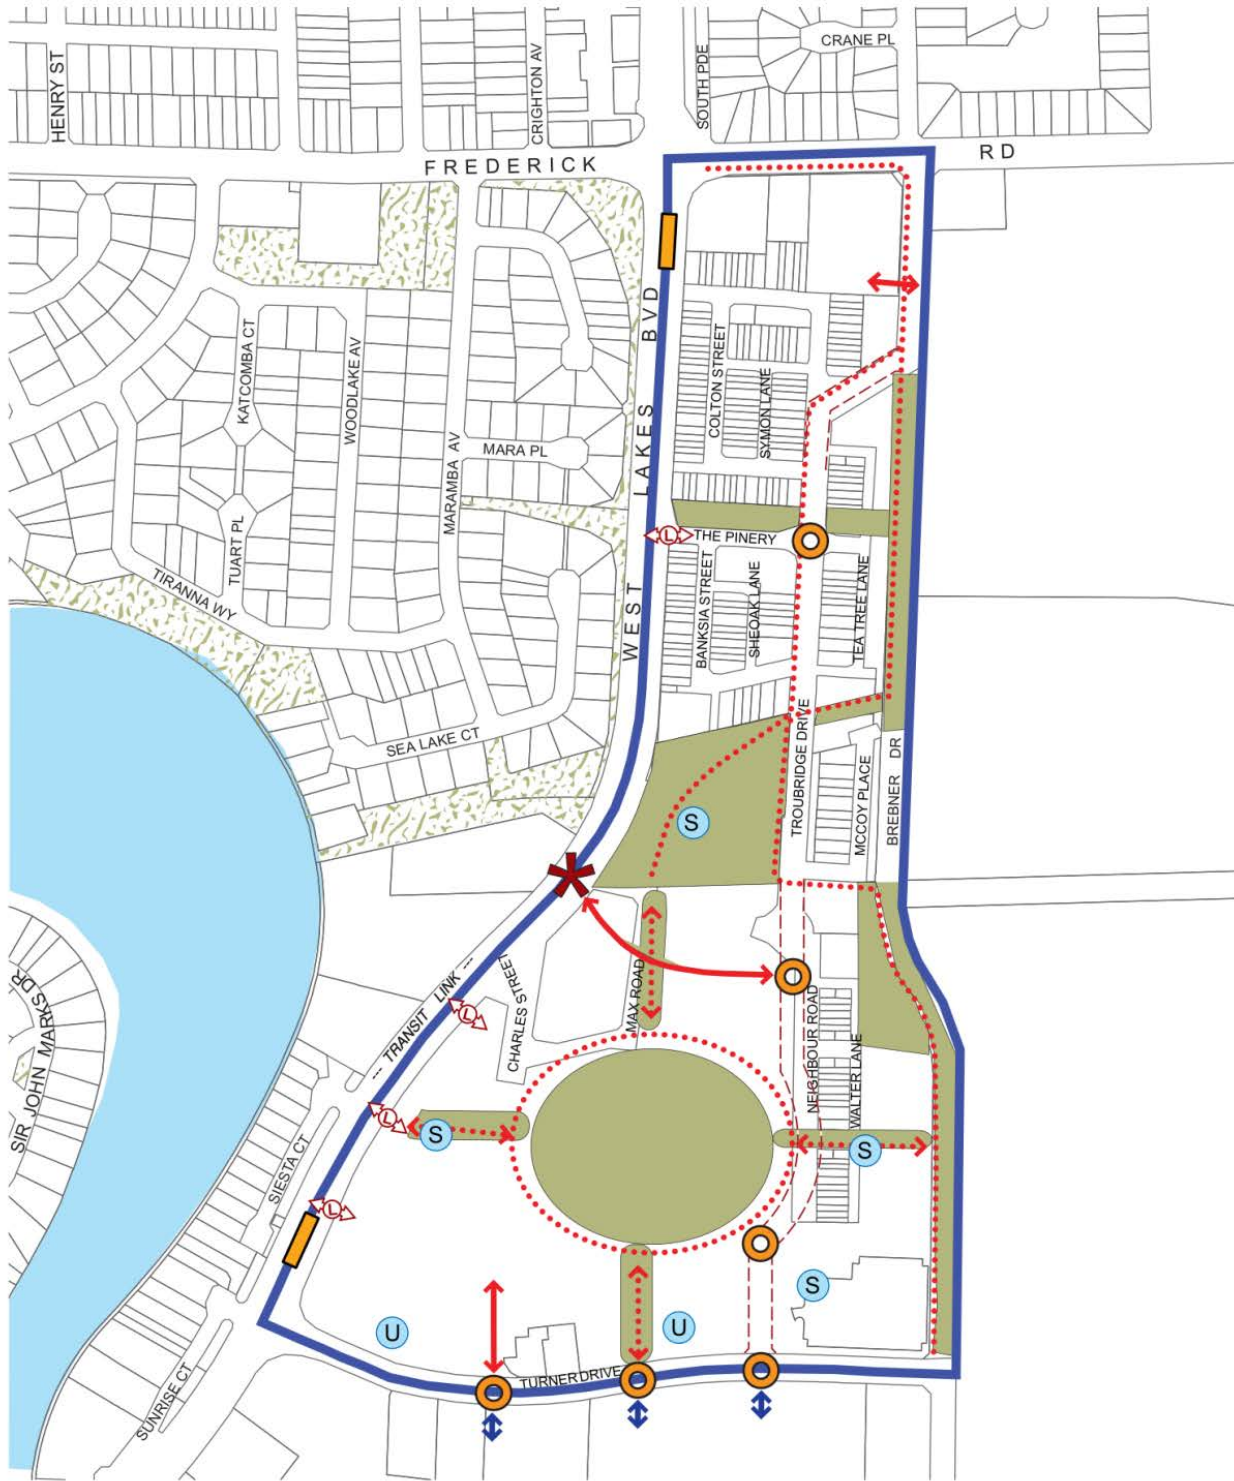 CRANE PL
HENRY ST
CRIGHTON AV
SOUTH PDE
FREDERICK
RD
WEST LAKES BVD
KATCOMBA CT
WOODLAKE AV
COLTON STREET
SYMON LANE
MARAMBA AV
MARA PL
TUART PL
L
THE PINERY
TIRANNA WY
BANKSIA STREET
SHEOAK LANE
TEA TREE LANE
SEA LAKE CT
TROUBRIDGE DRIVE
MCCOY PLACE
BREBNER DR
S
SIR JOHN MARKS DR
--- TRANSIT LINK ---
L
CHARLES STREET
MAX ROAD
NEIGHBOUR ROAD
WALTER LANE
L
S
S
SIESTA CT
L
S
U
U
TURNER DRIVE
SUNRISE CT